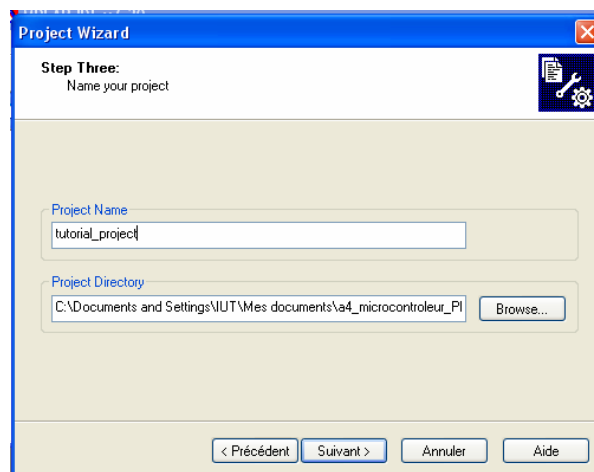 Project Wizard
Step Three:
Name your project
Project Name
tutorial_project
Project Directory
C:\Documents and Settings\IUT\Mes documents\a4_microcontroleur_PI
Browse...
< Précédent
Suivant >
Annuler
Aide